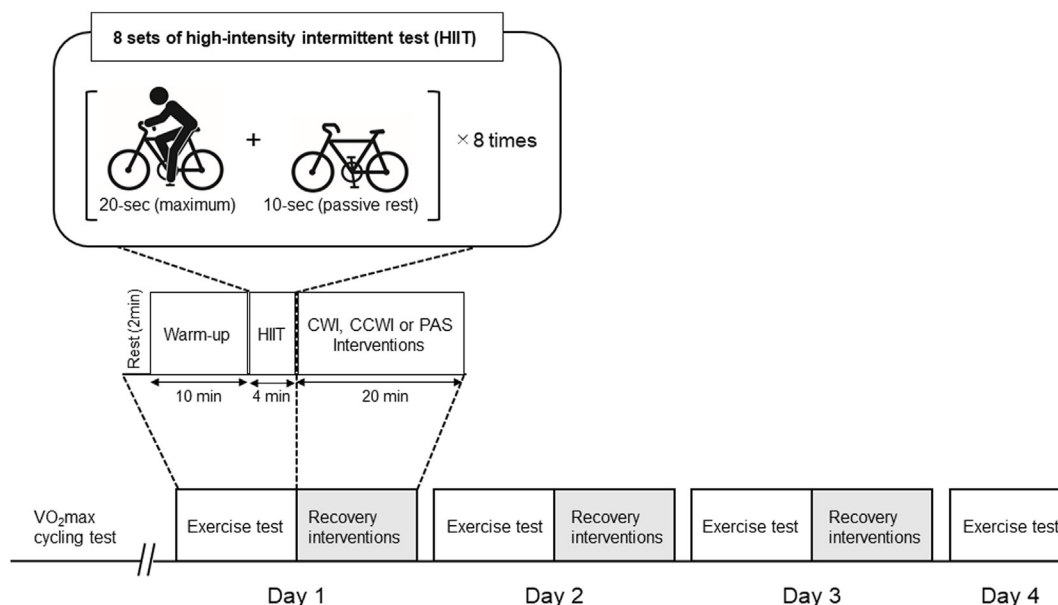 8 sets of high-intensity intermittent test (HIIT)
20-sec (maximum)
+
10-sec (passive rest)
× 8 times
Rest (2min)
Warm-up
HIIT
CWI, CCWI or PAS
Interventions
10 min
4 min
20 min
VO₂max
cycling test
Exercise test
Recovery
interventions
Exercise test
Recovery
interventions
Exercise test
Recovery
interventions
Exercise test
Day 1
Day 2
Day 3
Day 4